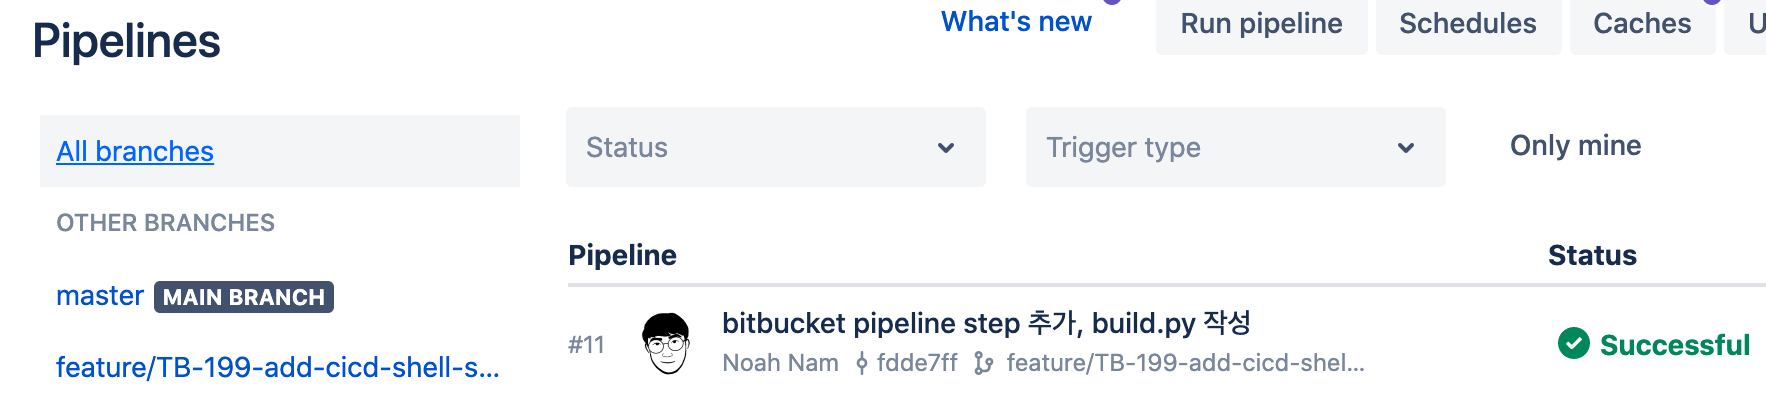 Pipelines
What's new
Run pipeline
Schedules
Caches
All branches
Status
Trigger type
Only mine
OTHER BRANCHES
master MAIN BRANCH
feature/TB-199-add-cicd-shell-s...
Pipeline
Status
#11
bitbucket pipeline step 추가, build.py 작성
Noah Nam fdde7ff feature/TB-199-add-cicd-shel...
Successful